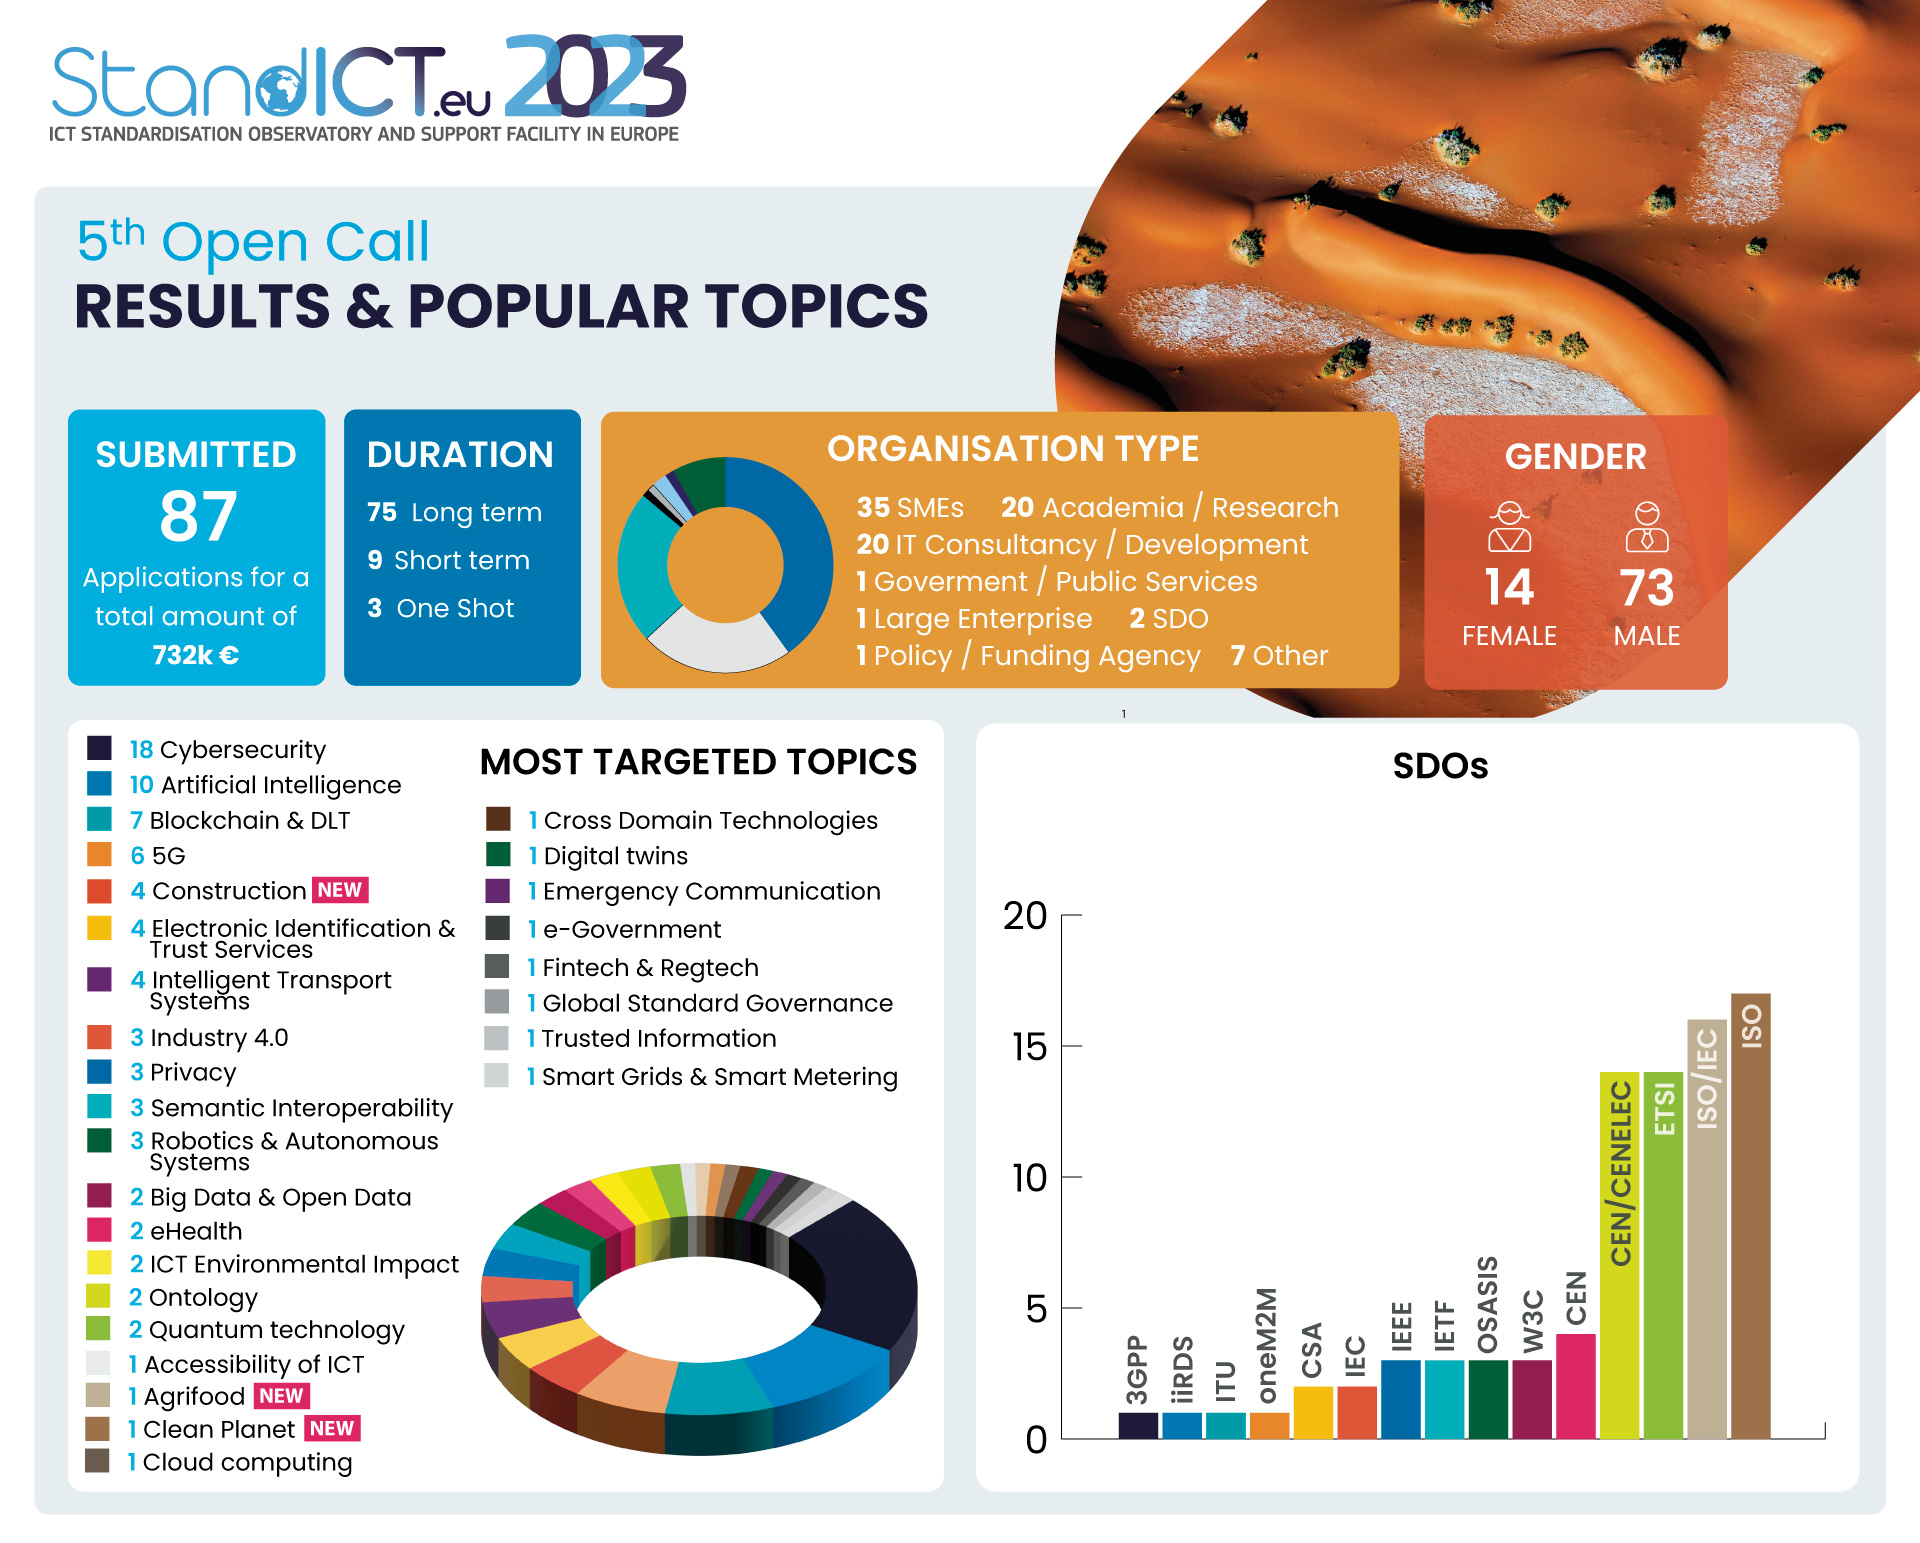 StandICT.eu 2023
ICT STANDARDISATION OBSERVATORY AND SUPPORT FACILITY IN EUROPE
5th Open Call
RESULTS & POPULAR TOPICS
SUBMITTED
87
Applications for a
total amount of
732k €
DURATION
75 Long term
9 Short term
3 One Shot
ORGANISATION TYPE
35 SMEs 20 Academia / Research
20 IT Consultancy / Development
1 Goverment / Public Services
1 Large Enterprise 2 SDO
1 Policy / Funding Agency 7 Other
GENDER
14
FEMALE
73
MALE
1
MOST TARGETED TOPICS
18 Cybersecurity
10 Artificial Intelligence
7 Blockchain & DLT
6 5G
4 Construction NEW
4 Electronic Identification &
Trust Services
4 Intelligent Transport
Systems
3 Industry 4.0
3 Privacy
3 Semantic Interoperability
3 Robotics & Autonomous
Systems
2 Big Data & Open Data
2 eHealth
2 ICT Environmental Impact
2 Ontology
2 Quantum technology
1 Accessibility of ICT
1 Agrifood NEW
1 Clean Planet NEW
1 Cloud computing
1 Cross Domain Technologies
1 Digital twins
1 Emergency Communication
1 e-Government
1 Fintech & Regtech
1 Global Standard Governance
1 Trusted Information
1 Smart Grids & Smart Metering
SDOs
20
15
10
5
0
3GPP
iiRDS
ITU
oneM2M
CSA
IEC
IEEE
IETF
OSASIS
W3C
CEN
CEN/CENELEC
ETSI
ISO/IEC
ISO